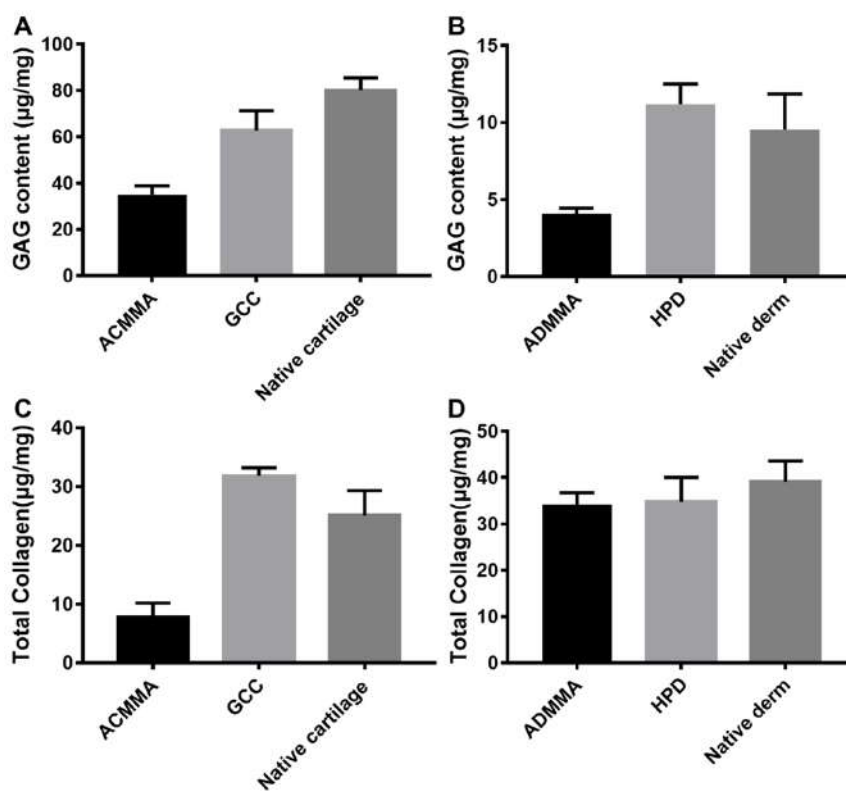 A
GAG content (µg/mg)
100
80
60
40
20
0
ACMMA
GCC
Native cartilage
B
GAG content (µg/mg)
15
10
5
0
ADMMA
HPD
Native derm
C
Total Collagen(µg/mg)
40
30
20
10
0
ACMMA
GCC
Native cartilage
D
Total Collagen(µg/mg)
50
40
30
20
10
0
ADMMA
HPD
Native derm